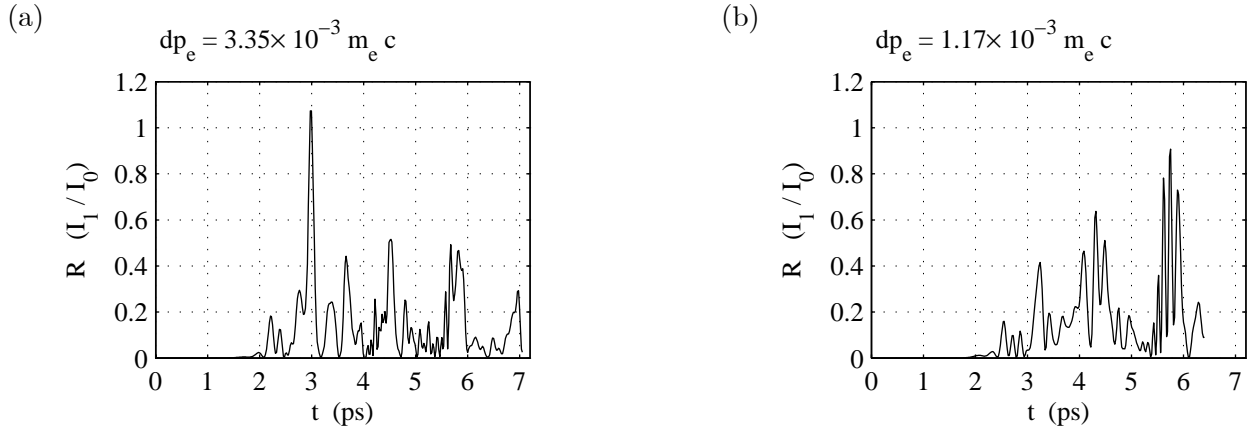 (a)
dp_e = 3.35× 10^−3 m_e c
1.2
1
0.8
0.6
0.4
0.2
0
R (I_1 / I_0)
0 1 2 3 4 5 6 7
t (ps)
(b)
dp_e = 1.17× 10^−3 m_e c
1.2
1
0.8
0.6
0.4
0.2
0
R (I_1 / I_0)
0 1 2 3 4 5 6 7
t (ps)